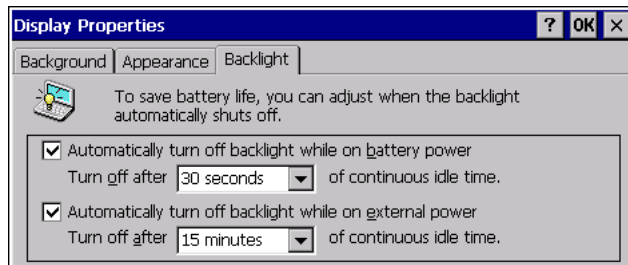 Display Properties ? OK ×
Background Appearance Backlight
To save battery life, you can adjust when the backlight
automatically shuts off.
Automatically turn off backlight while on battery power
Turn off after 30 seconds of continuous idle time.
Automatically turn off backlight while on external power
Turn off after 15 minutes of continuous idle time.